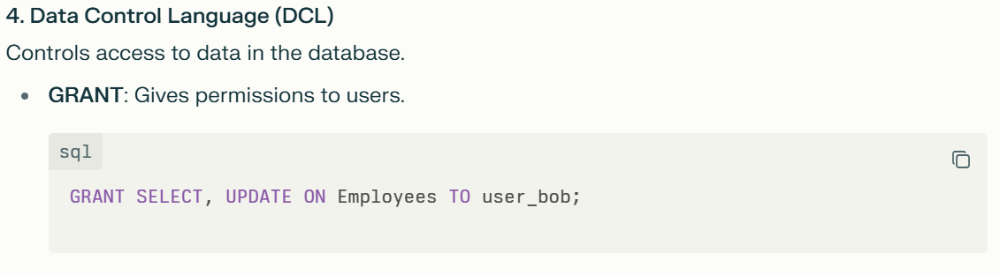 4. Data Control Language (DCL)
Controls access to data in the database.
• GRANT: Gives permissions to users.
sql
GRANT SELECT, UPDATE ON Employees TO user_bob;